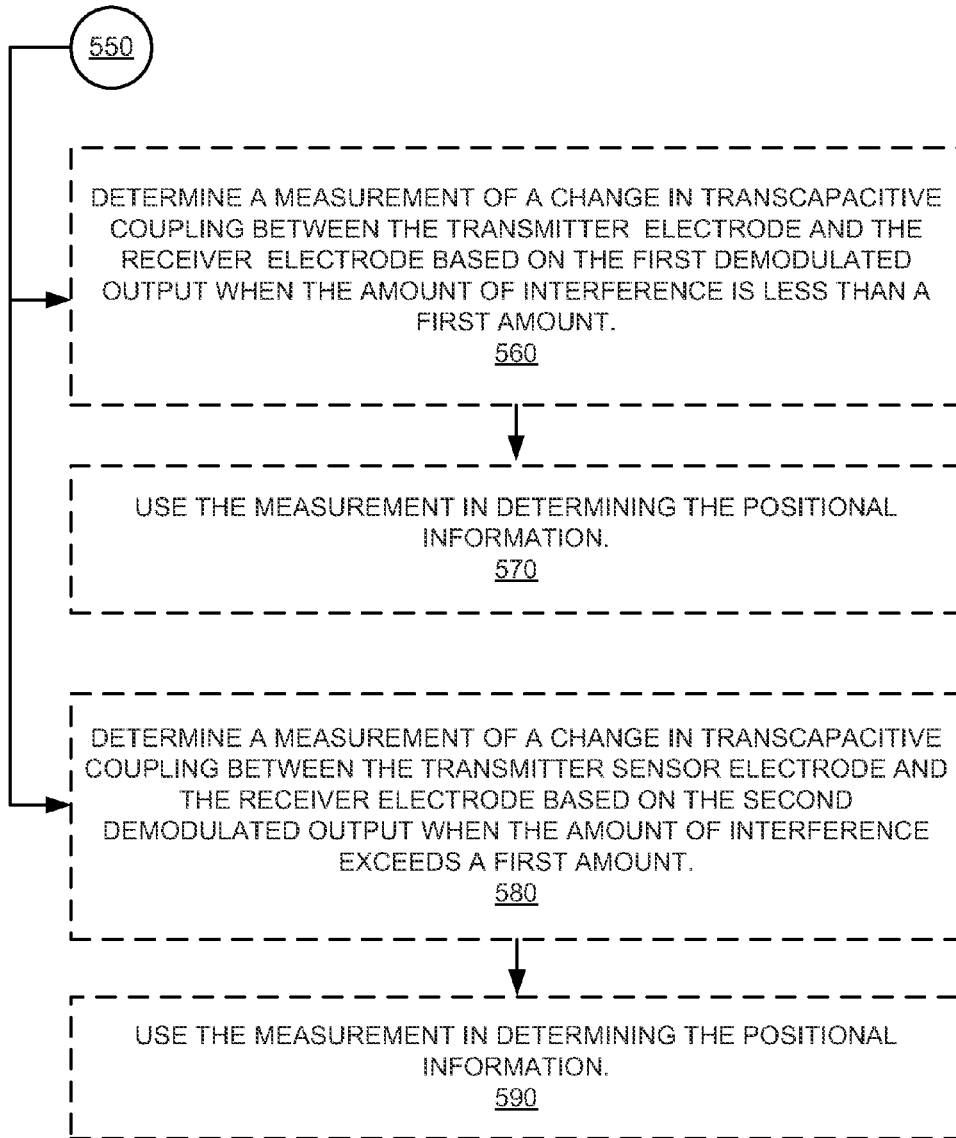 550
DETERMINE A MEASUREMENT OF A CHANGE IN TRANSCAPACITIVE
COUPLING BETWEEN THE TRANSMITTER ELECTRODE AND THE
RECEIVER ELECTRODE BASED ON THE FIRST DEMODULATED
OUTPUT WHEN THE AMOUNT OF INTERFERENCE IS LESS THAN A
FIRST AMOUNT.
560
USE THE MEASUREMENT IN DETERMINING THE POSITIONAL
INFORMATION.
570
DETERMINE A MEASUREMENT OF A CHANGE IN TRANSCAPACITIVE
COUPLING BETWEEN THE TRANSMITTER SENSOR ELECTRODE AND
THE RECEIVER ELECTRODE BASED ON THE SECOND
DEMODULATED OUTPUT WHEN THE AMOUNT OF INTERFERENCE
EXCEEDS A FIRST AMOUNT.
580
USE THE MEASUREMENT IN DETERMINING THE POSITIONAL
INFORMATION.
590